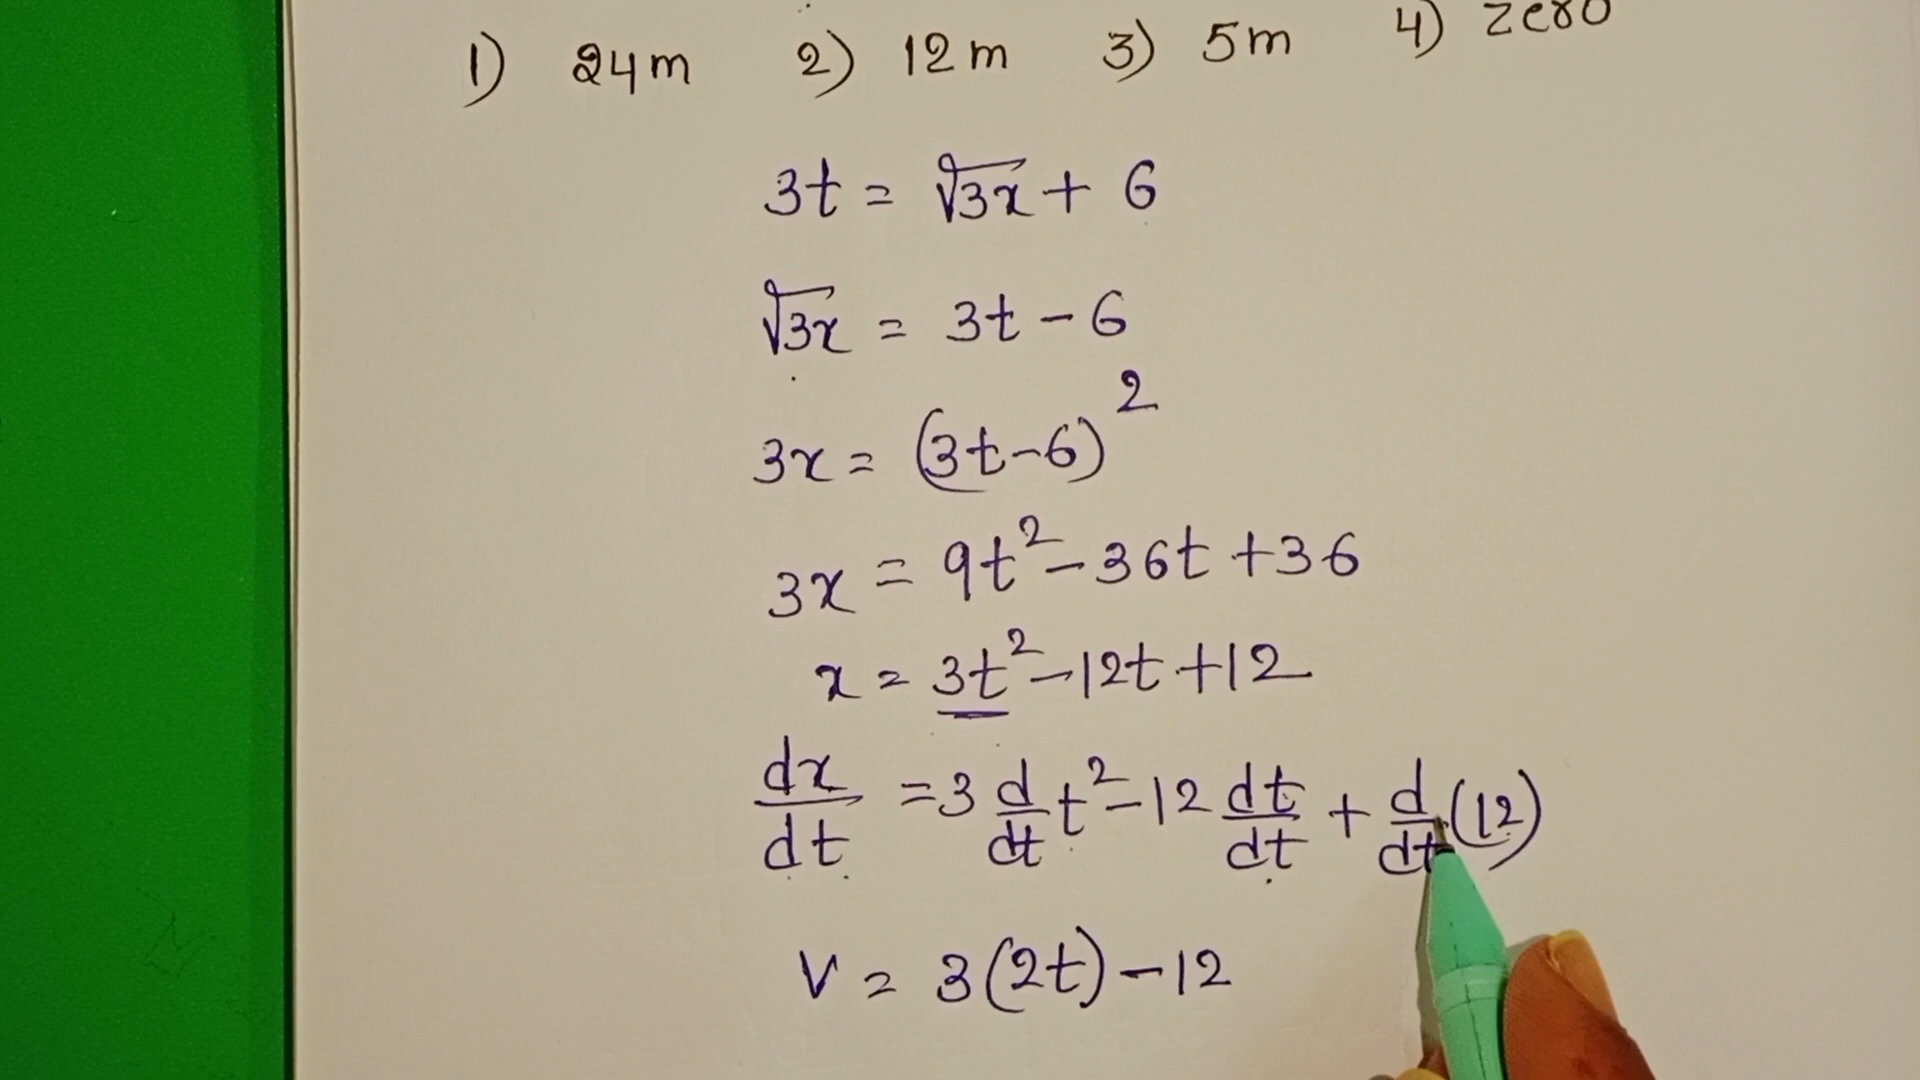 1) 24m 2) 12m 3) 5m 4) zero
3t = √3x + 6
√3x = 3t - 6
3x = (3t-6)²
3x = 9t² - 36t + 36
x = 3t² - 12t + 12
dx/dt = 3 d/dt t² - 12 dt/dt + d/dt (12)
V = 3(2t) - 12